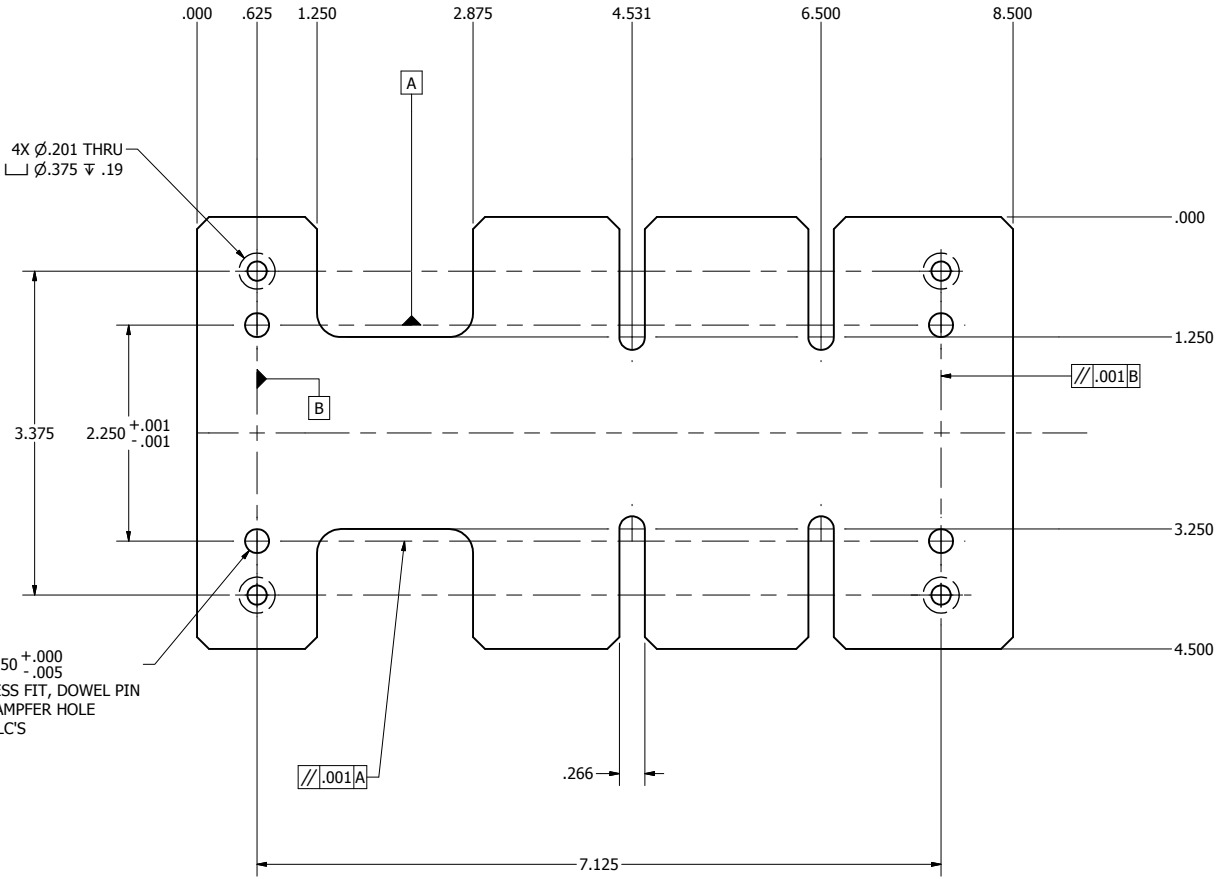 .000 .625 1.250 2.875 4.531 6.500 8.500
A
4X Ø.201 THRU
⌴ Ø.375 ↧ .19
.000
1.250
// .001 B
B
3.375
2.250 +.001
-.001
3.250
4.500
50 +.000
-.005
ESS FIT, DOWEL PIN
AMPFER HOLE
LC'S
// .001 A
.266
7.125